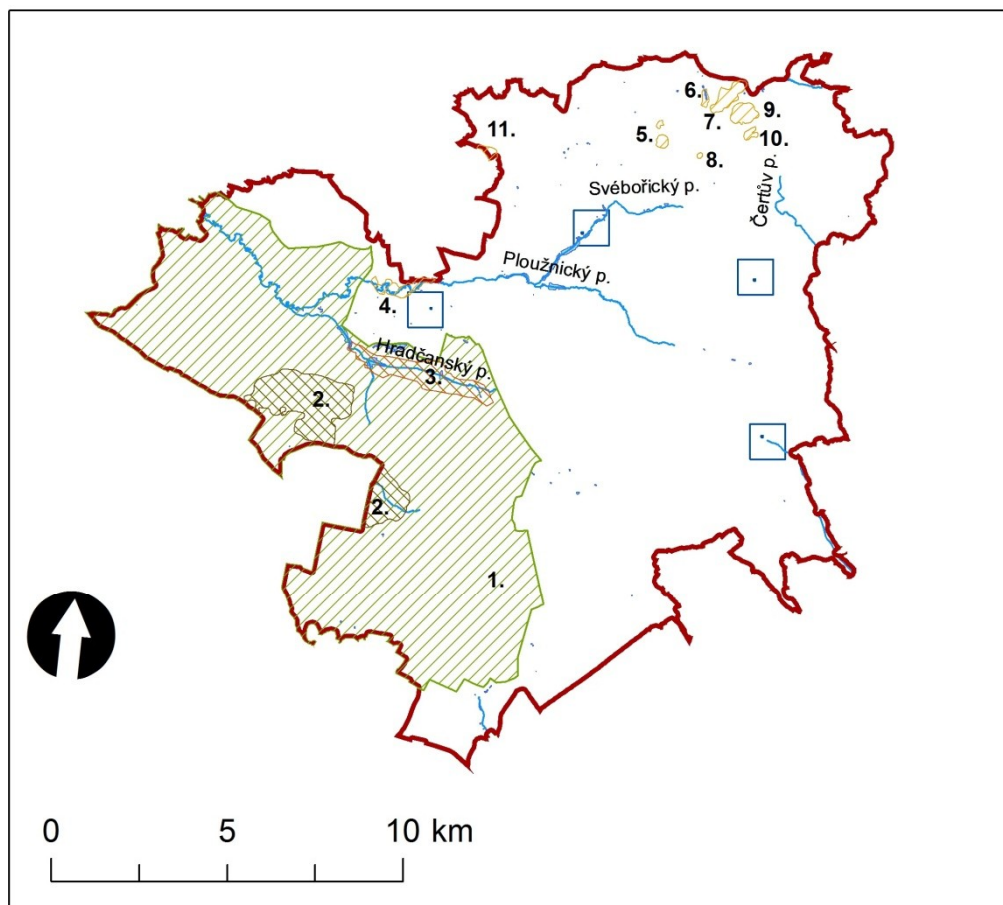 6.
7.
9.
5.
10.
11.
8.
Svébořický p.
Čertův p.
Ploužnický p.
4.
Hradčanský p.
3.
2.
2.
1.
0 5 10 km